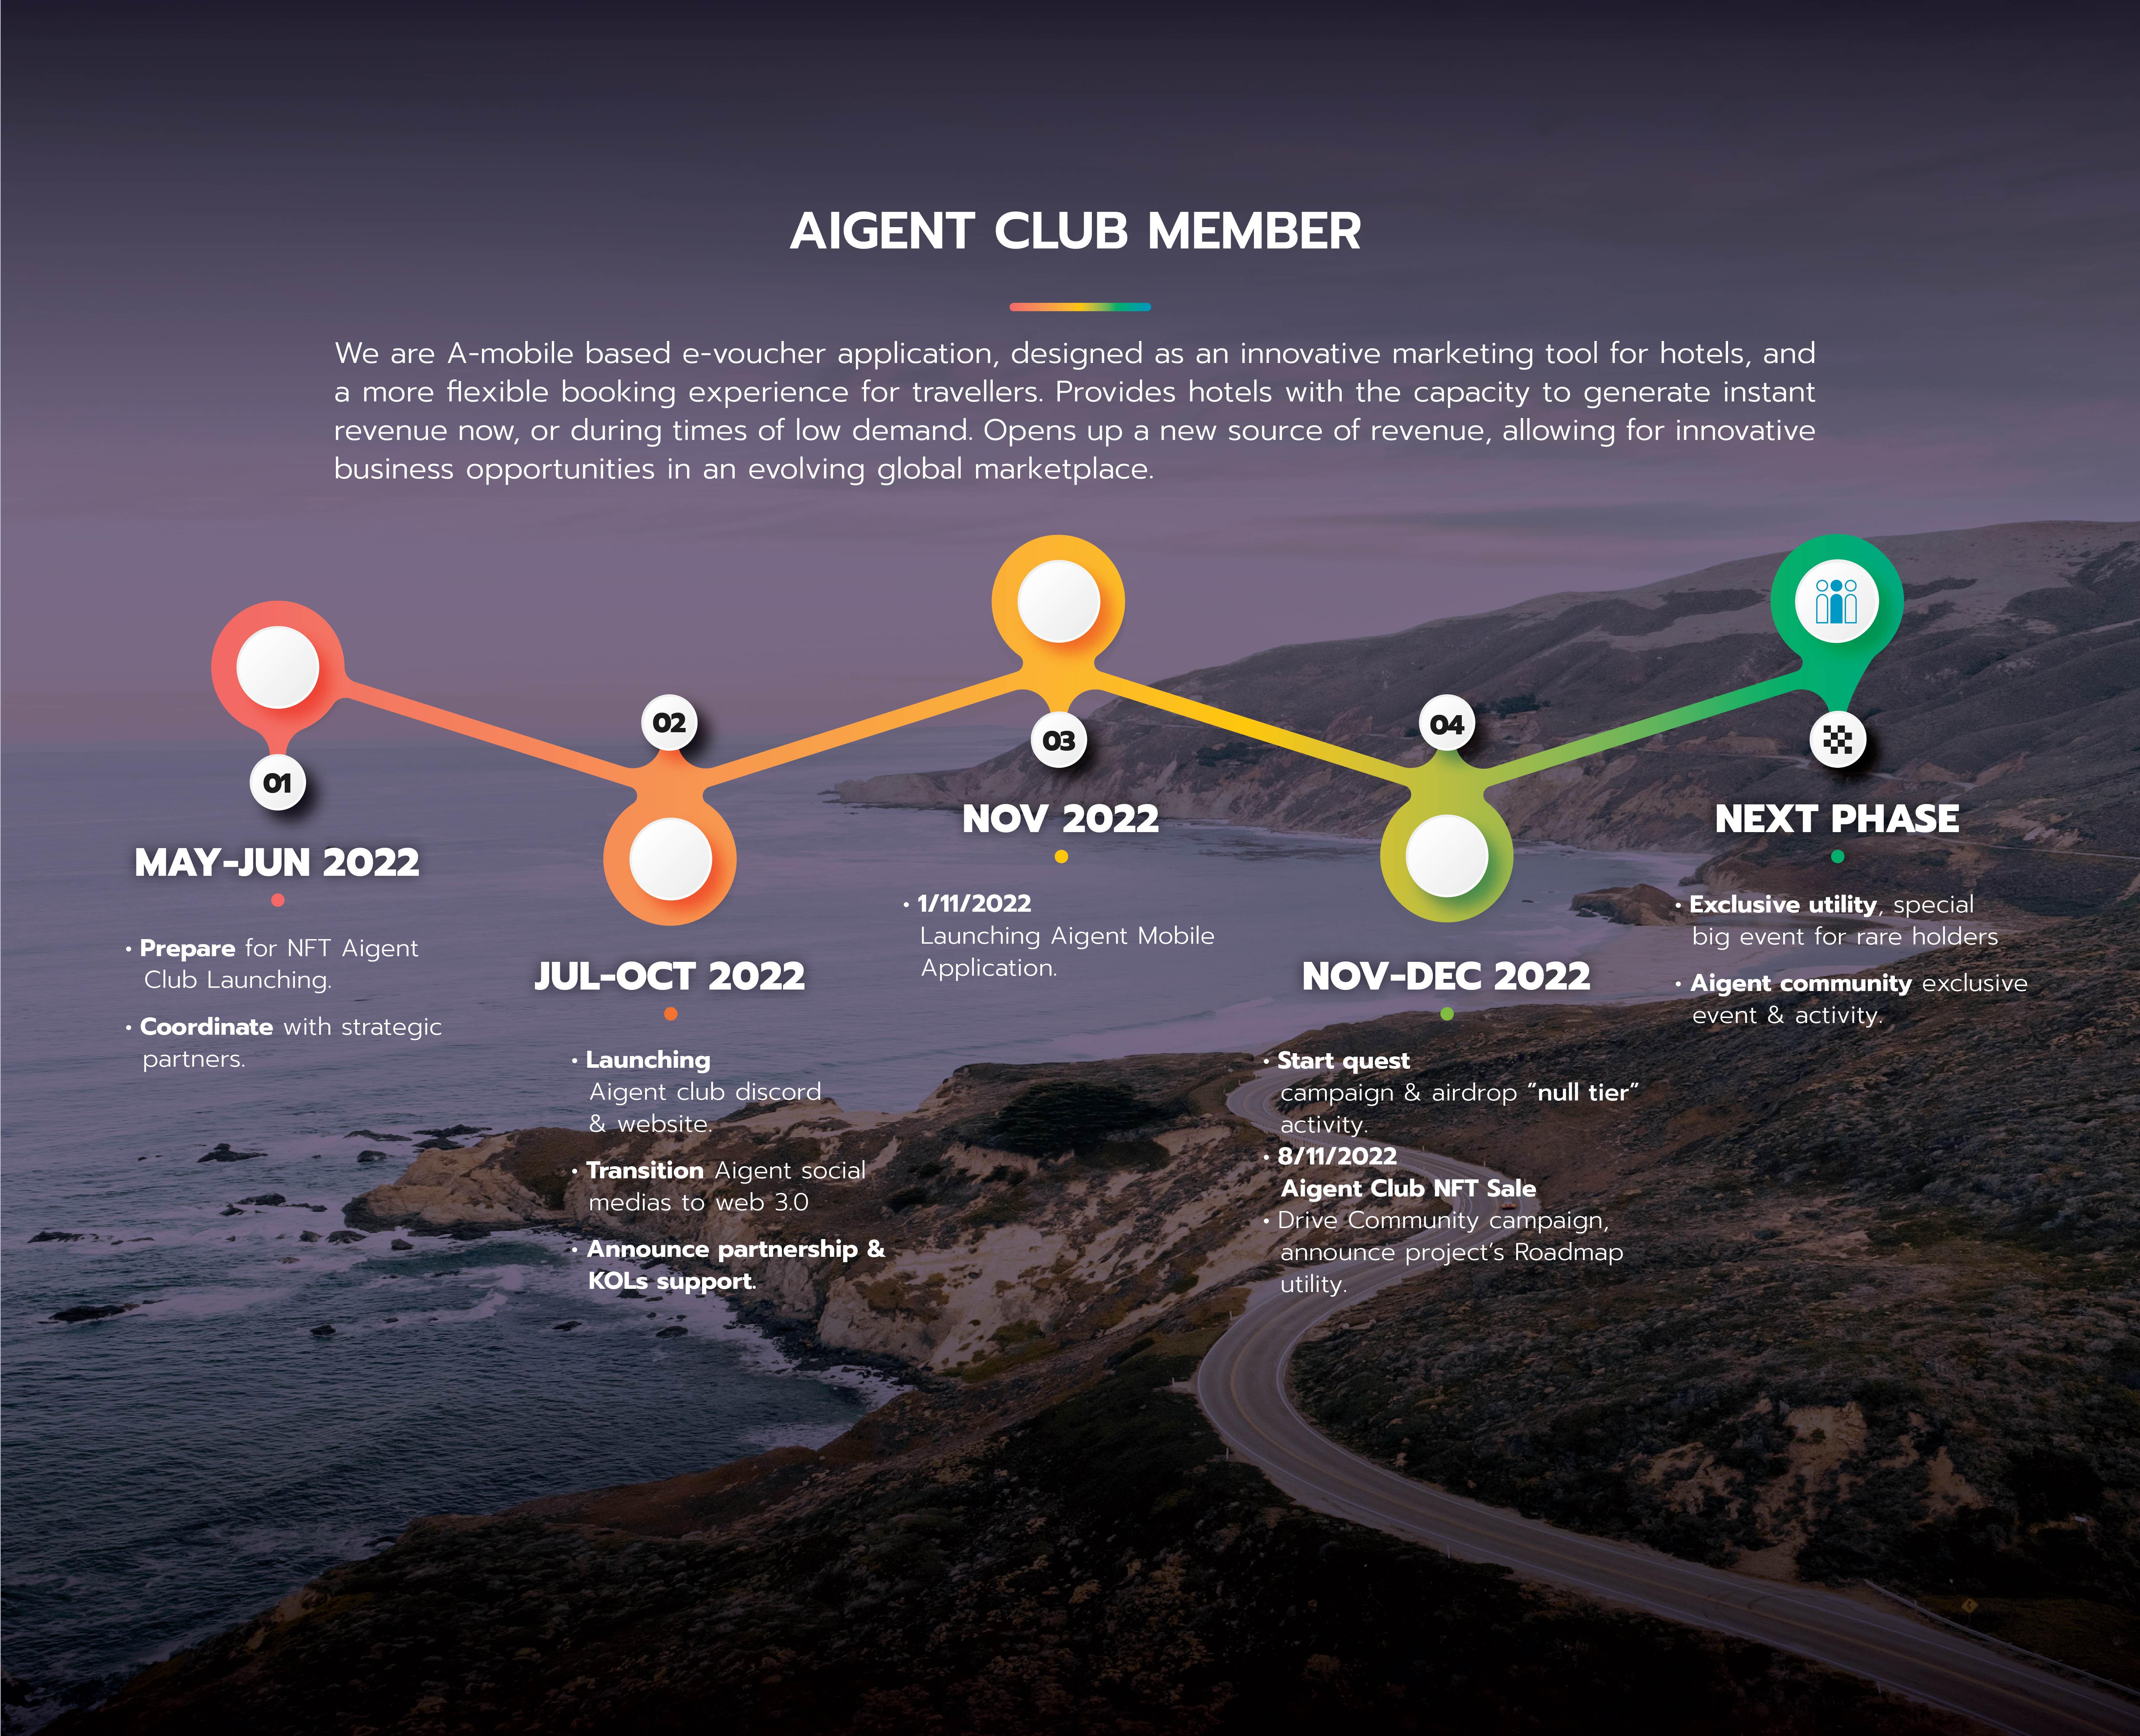 AIGENT CLUB MEMBER
We are A-mobile based e-voucher application, designed as an innovative marketing tool for hotels, and
a more flexible booking experience for travellers. Provides hotels with the capacity to generate instant
revenue now, or during times of low demand. Opens up a new source of revenue, allowing for innovative
business opportunities in an evolving global marketplace.
01
MAY-JUN 2022
• Prepare for NFT Aigent
Club Launching.
• Coordinate with strategic
partners.
02
JUL-OCT 2022
• Launching
Aigent club discord
& website.
• Transition Aigent social
medias to web 3.0
• Announce partnership &
KOLs support.
03
NOV 2022
• 1/11/2022
Launching Aigent Mobile
Application.
04
NOV-DEC 2022
• Start quest
campaign & airdrop "null tier"
activity.
• 8/11/2022
Aigent Club NFT Sale
• Drive Community campaign,
announce project's Roadmap
utility.
NEXT PHASE
• Exclusive utility, special
big event for rare holders
• Aigent community exclusive
event & activity.